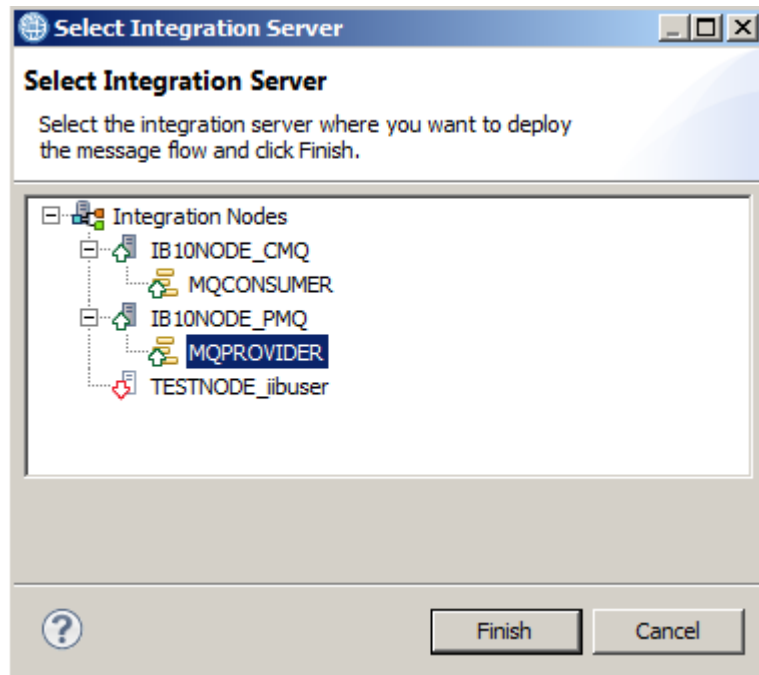 Select Integration Server
Select Integration Server
Select the integration server where you want to deploy
the message flow and click Finish.
Integration Nodes
IB10NODE_CMQ
MQCONSUMER
IB10NODE_PMQ
MQPROVIDER
TESTNODE_iibuser
?
Finish
Cancel